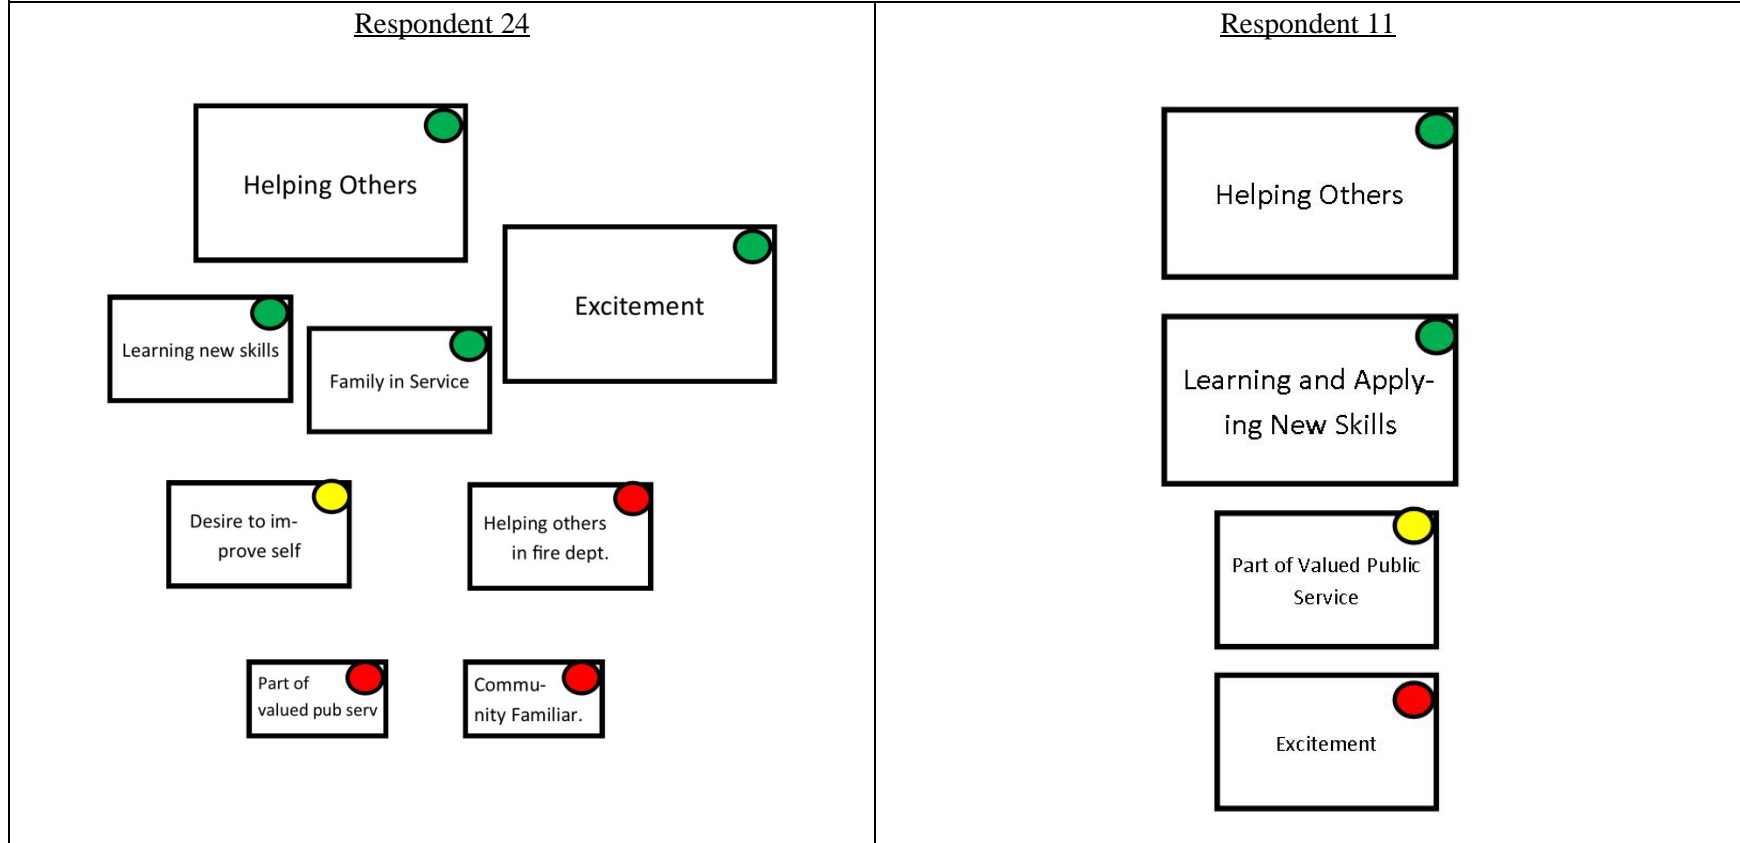 Respondent 24
Helping Others
Excitement
Learning new skills
Family in Service
Desire to im-
prove self
Helping others
in fire dept.
Part of
valued pub serv
Commu-
nity Familiar.
Respondent 11
Helping Others
Learning and Apply-
ing New Skills
Part of Valued Public
Service
Excitement